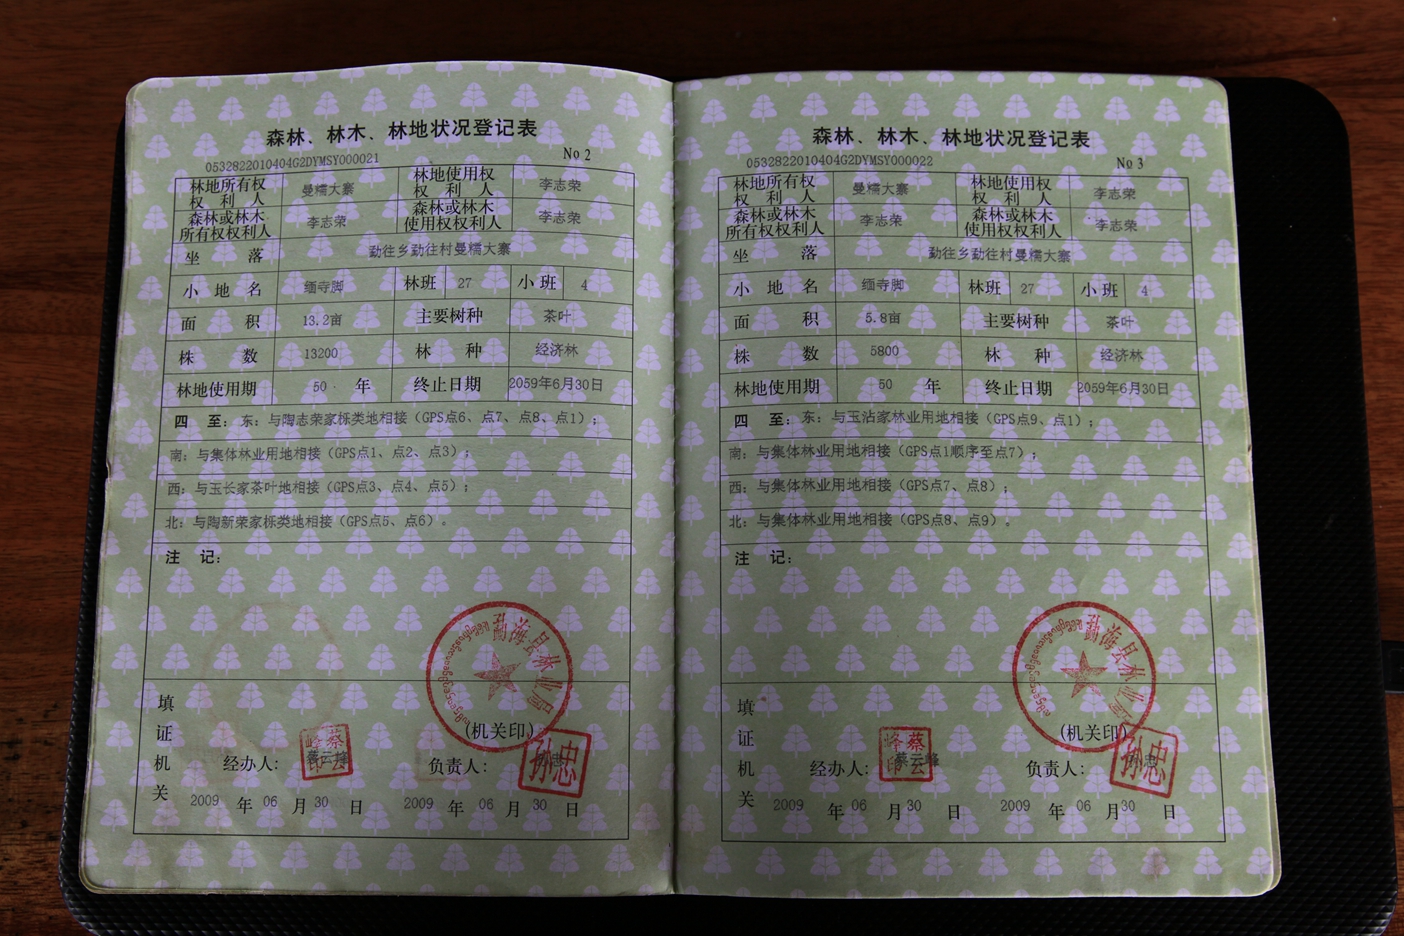 森林、林木、林地状况登记表
0532822010404G2DYMSY000021
No 2
林地所有权权利人 曼糯大寨 林地使用权权利人 李志荣
森林或林木所有权权利人 李志荣 森林或林木使用权权利人 李志荣
坐落 勐往乡勐往村曼糯大寨
小地名 缅寺脚 林班 27 小班 4
面积 13.2亩 主要树种 茶叶
株数 13200 林种 经济林
林地使用期 50 年 终止日期 2059年6月30日
四至：东：与陶志荣家栎类地相接（GPS点6、点7、点8、点1）；
南：与集体林业用地相接（GPS点1、点2、点3）；
西：与玉长家茶叶地相接（GPS点3、点4、点5）；
北：与陶新荣家栎类地相接（GPS点5、点6）。
注记：
勐海县林业局
填证机关
（机关印）
经办人： 蔡云峰 蔡云峰印 负责人： 孙忠 孙忠
2009 年 06 月 30 日 2009 年 06 月 30 日
森林、林木、林地状况登记表
0532822010404G2DYMSY000022
No 3
林地所有权权利人 曼糯大寨 林地使用权权利人 李志荣
森林或林木所有权权利人 李志荣 森林或林木使用权权利人 李志荣
坐落 勐往乡勐往村曼糯大寨
小地名 缅寺脚 林班 27 小班 4
面积 5.8亩 主要树种 茶叶
株数 5800 林种 经济林
林地使用期 50 年 终止日期 2059年6月30日
四至：东：与玉沾家林业用地相接（GPS点9、点1）；
南：与集体林业用地相接（GPS点1顺序至点7）；
西：与集体林业用地相接（GPS点7、点8）；
北：与集体林业用地相接（GPS点8、点9）。
注记：
勐海县林业局
填证机关
（机关印）
经办人： 蔡云峰 蔡云峰印 负责人： 孙忠 孙忠
2009 年 06 月 30 日 2009 年 06 月 30 日